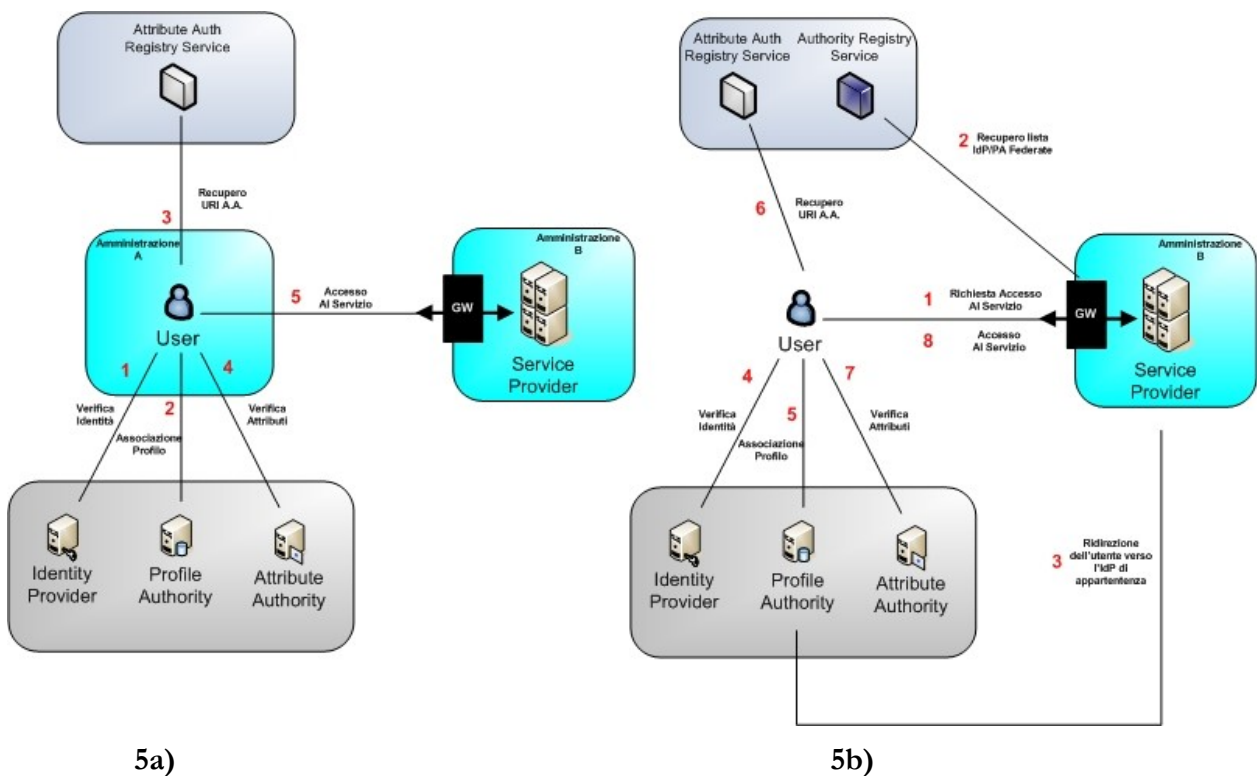 Attribute Auth
Registry Service
3
Recupero
URI A.A.
Amministrazione
A
User
1
2
4
Verifica
Identità
Associazione
Profilo
Verifica
Attributi
Identity
Provider
Profile
Authority
Attribute
Authority
5
Accesso
Al Servizio
GW
Amministrazione
B
Service
Provider
5a)
Attribute Auth
Registry Service
Authority Registry
Service
2
Recupero lista
IdP/PA Federate
6
Recupero
URI A.A.
User
1
Richiesta Accesso
Al Servizio
8
Accesso
Al Servizio
GW
Amministrazione
B
Service
Provider
4
5
7
Verifica
Identità
Associazione
Profilo
Verifica
Attributi
Identity
Provider
Profile
Authority
Attribute
Authority
3
Ridirezione
dell'utente verso
l'IdP di
appartentenza
5b)